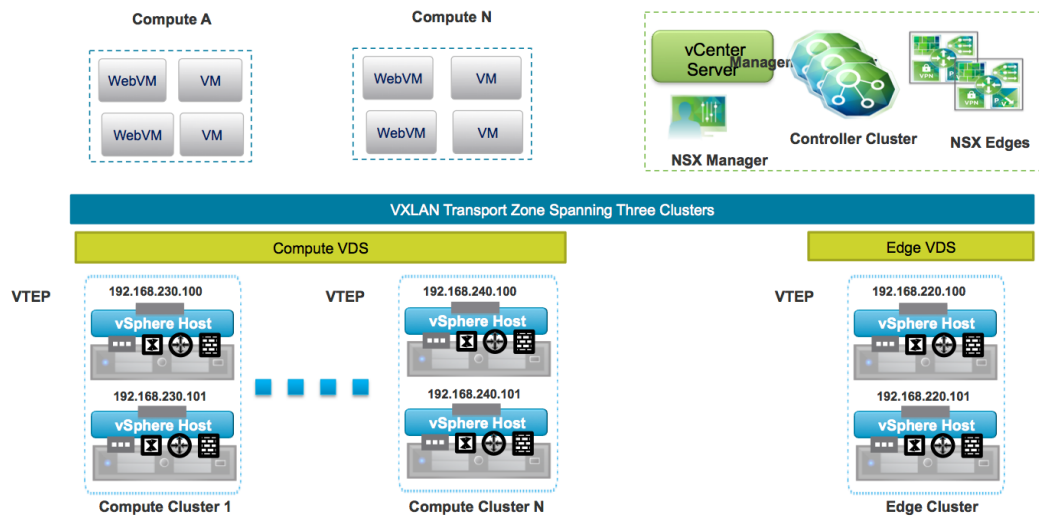 Compute A
Compute N
WebVM
VM
WebVM
VM
WebVM
VM
WebVM
VM
vCenter
Server
Controller Cluster
NSX Manager
NSX Edges
VPN
VPN
VXLAN Transport Zone Spanning Three Clusters
Compute VDS
Edge VDS
VTEP
192.168.230.100
vSphere Host
192.168.230.101
vSphere Host
Compute Cluster 1
VTEP
192.168.240.100
vSphere Host
192.168.240.101
vSphere Host
Compute Cluster N
VTEP
192.168.220.100
vSphere Host
192.168.220.101
vSphere Host
Edge Cluster